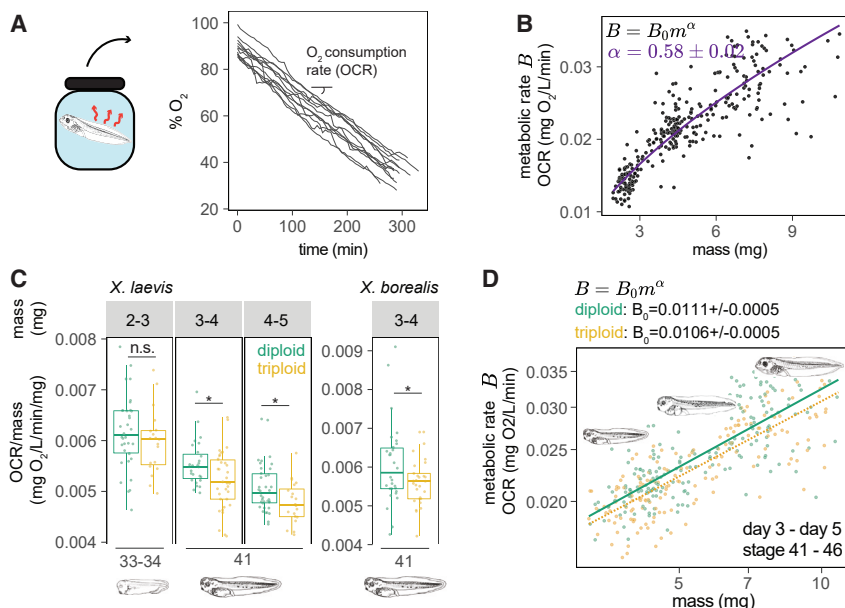 A
% O2
100
80
60
40
20
O2 consumption
rate (OCR)
0
100
200
300
time (min)
B
metabolic rate B
OCR (mg O2/L/min)
B = B0m^α
α = 0.58 ± 0.02
0.03
0.02
0.01
3
6
9
mass (mg)
C
X. laevis
X. borealis
mass
(mg)
2-3
3-4
4-5
3-4
OCR/mass
(mg O2/L/min/mg)
0.008
0.007
0.006
0.005
0.004
n.s.
*
diploid
triploid
*
0.009
0.008
0.007
0.006
0.005
0.004
*
33-34
41
41
D
B = B0m^α
diploid: B0=0.0111+/-0.0005
triploid: B0=0.0106+/-0.0005
metabolic rate B
OCR (mg O2/L/min)
0.035
0.030
0.025
0.020
day 3 - day 5
stage 41 - 46
5
7
10
mass (mg)